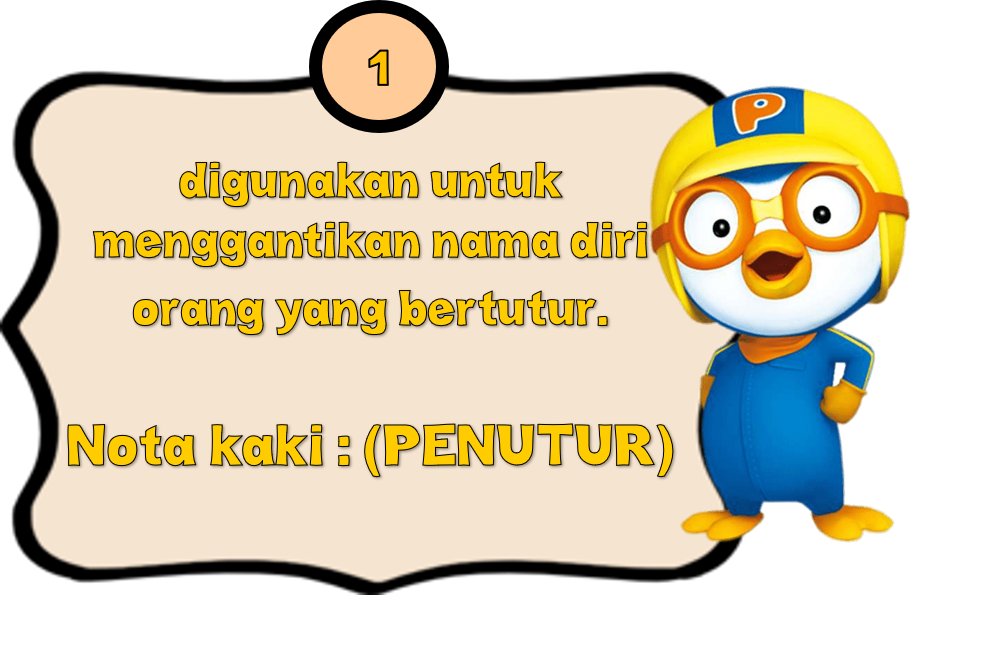 1
P
digunakan untuk
menggantikan nama diri
orang yang bertutur.
Nota kaki : (PENUTUR)